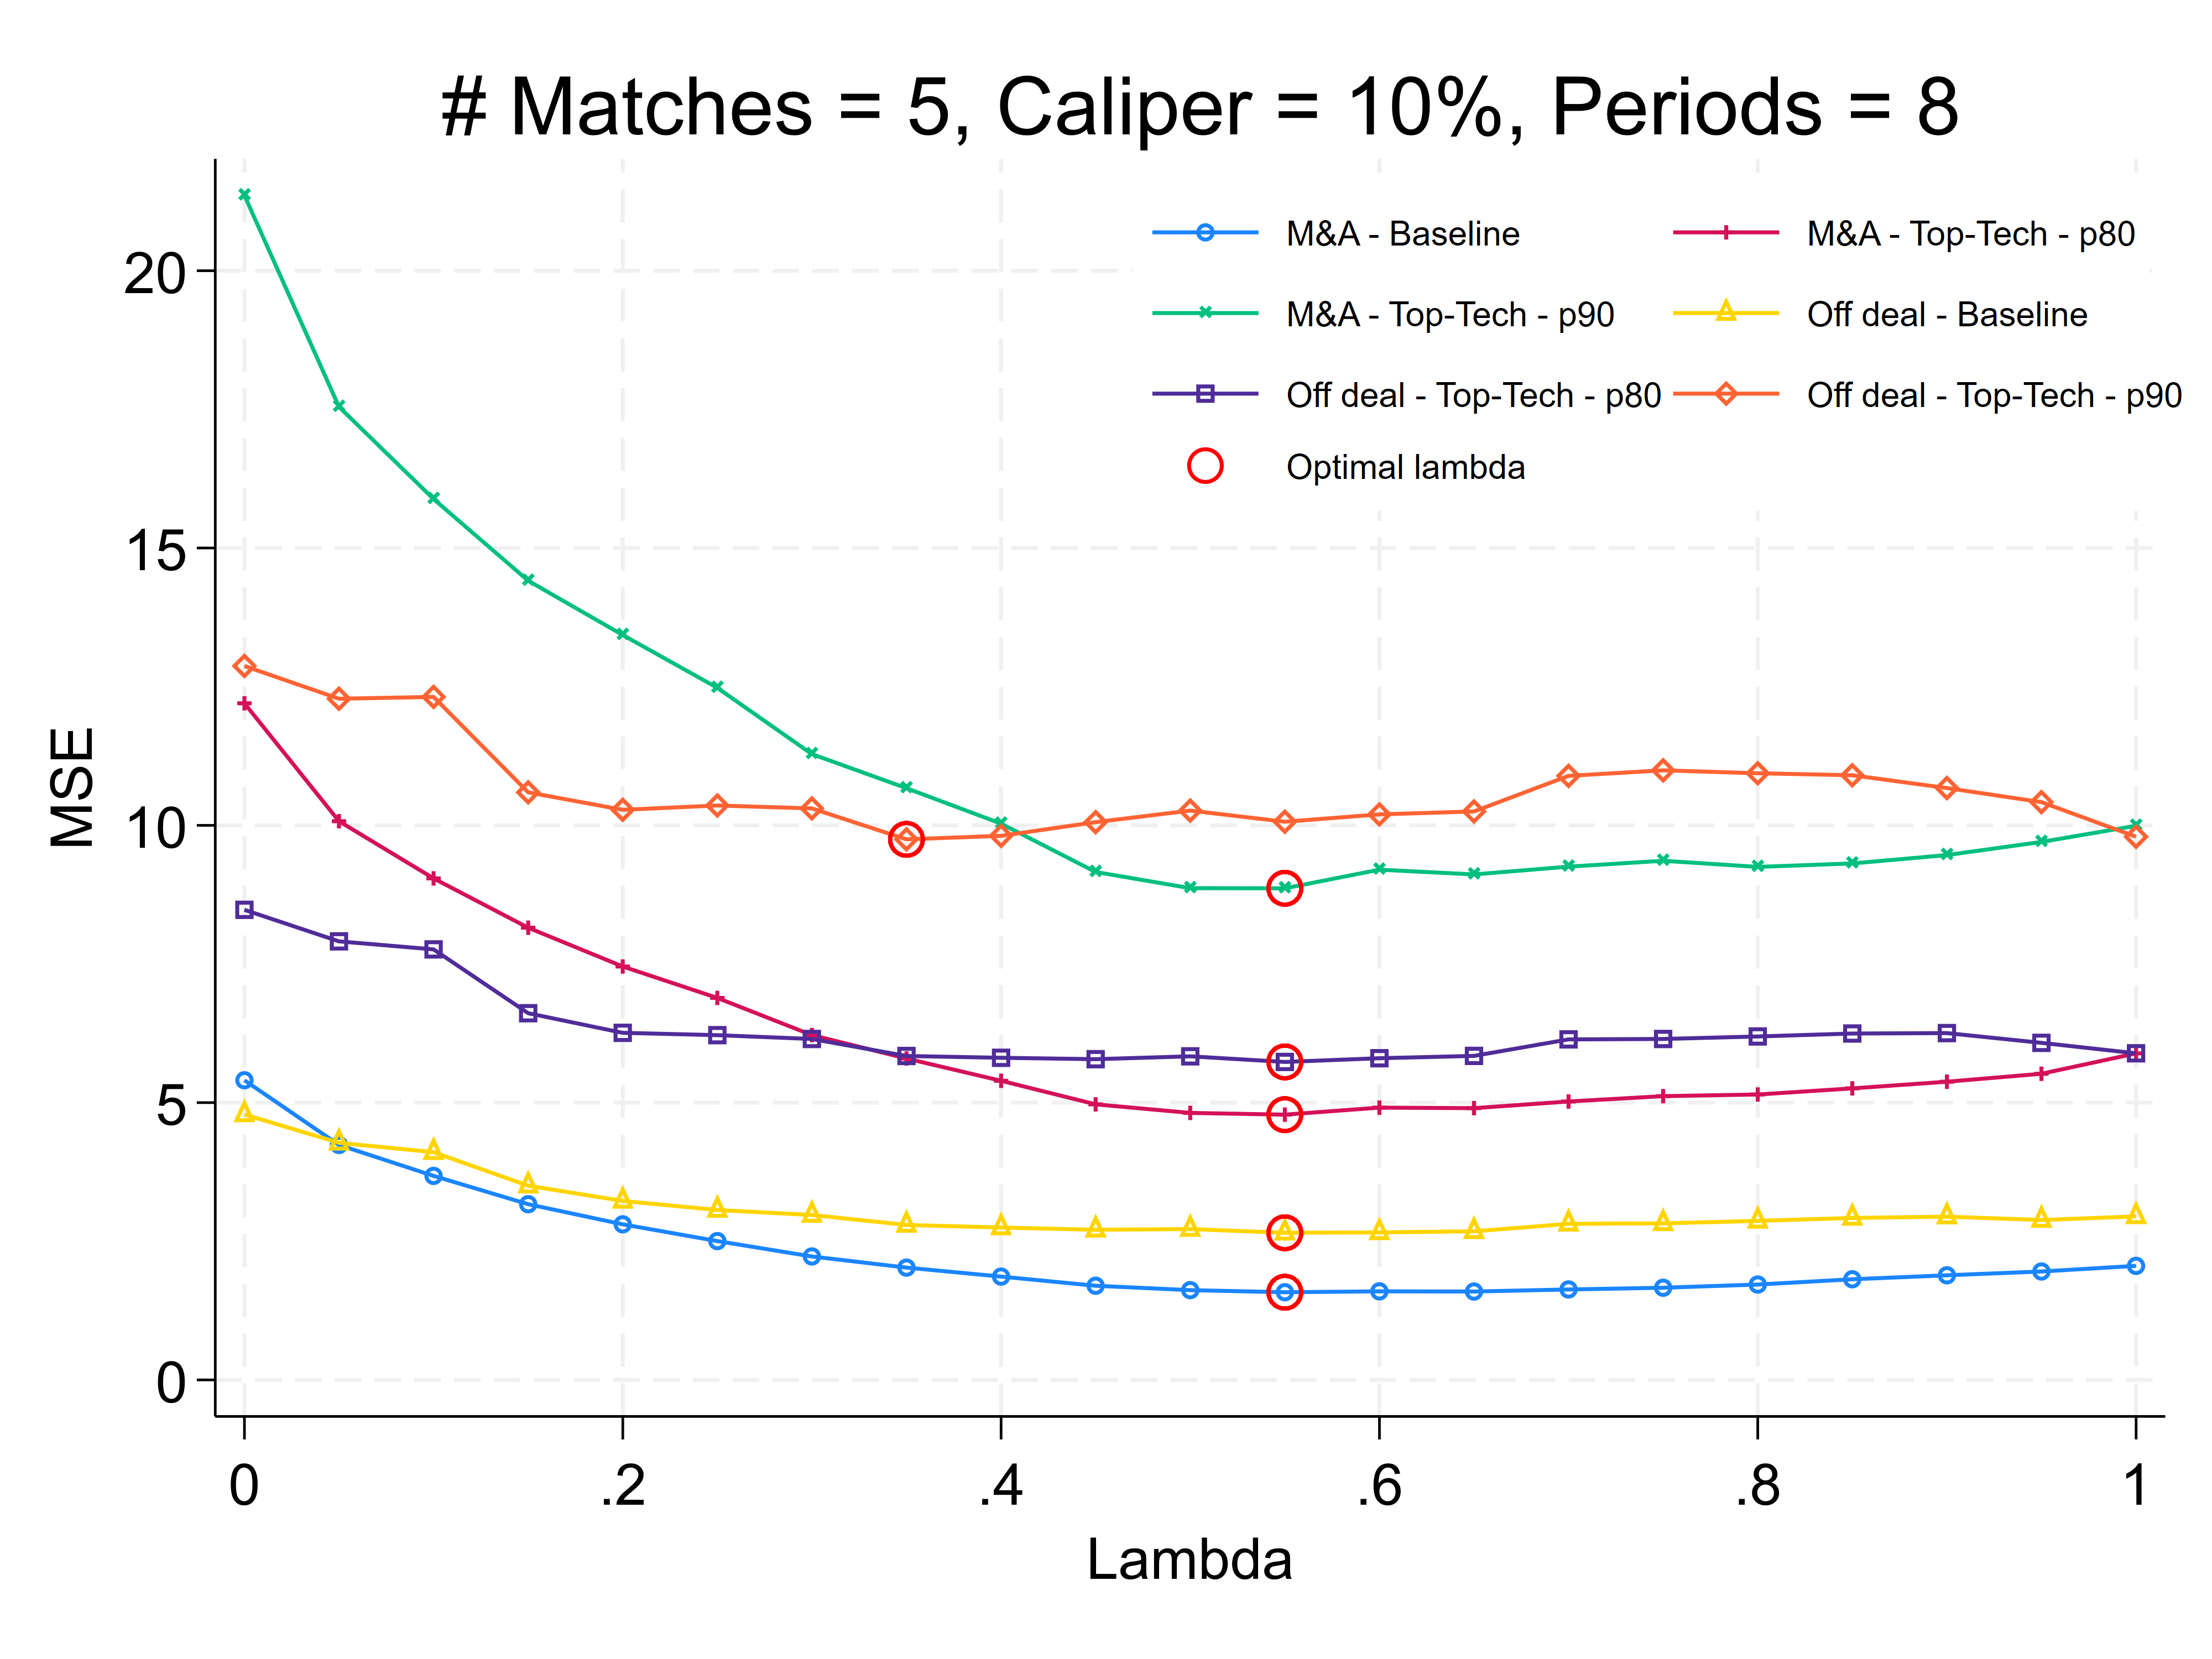 # Matches = 5, Caliper = 10%, Periods = 8
M&A - Baseline
M&A - Top-Tech - p80
M&A - Top-Tech - p90
Off deal - Baseline
Off deal - Top-Tech - p80
Off deal - Top-Tech - p90
Optimal lambda
MSE
20
15
10
5
0
0 .2 .4 .6 .8 1
Lambda